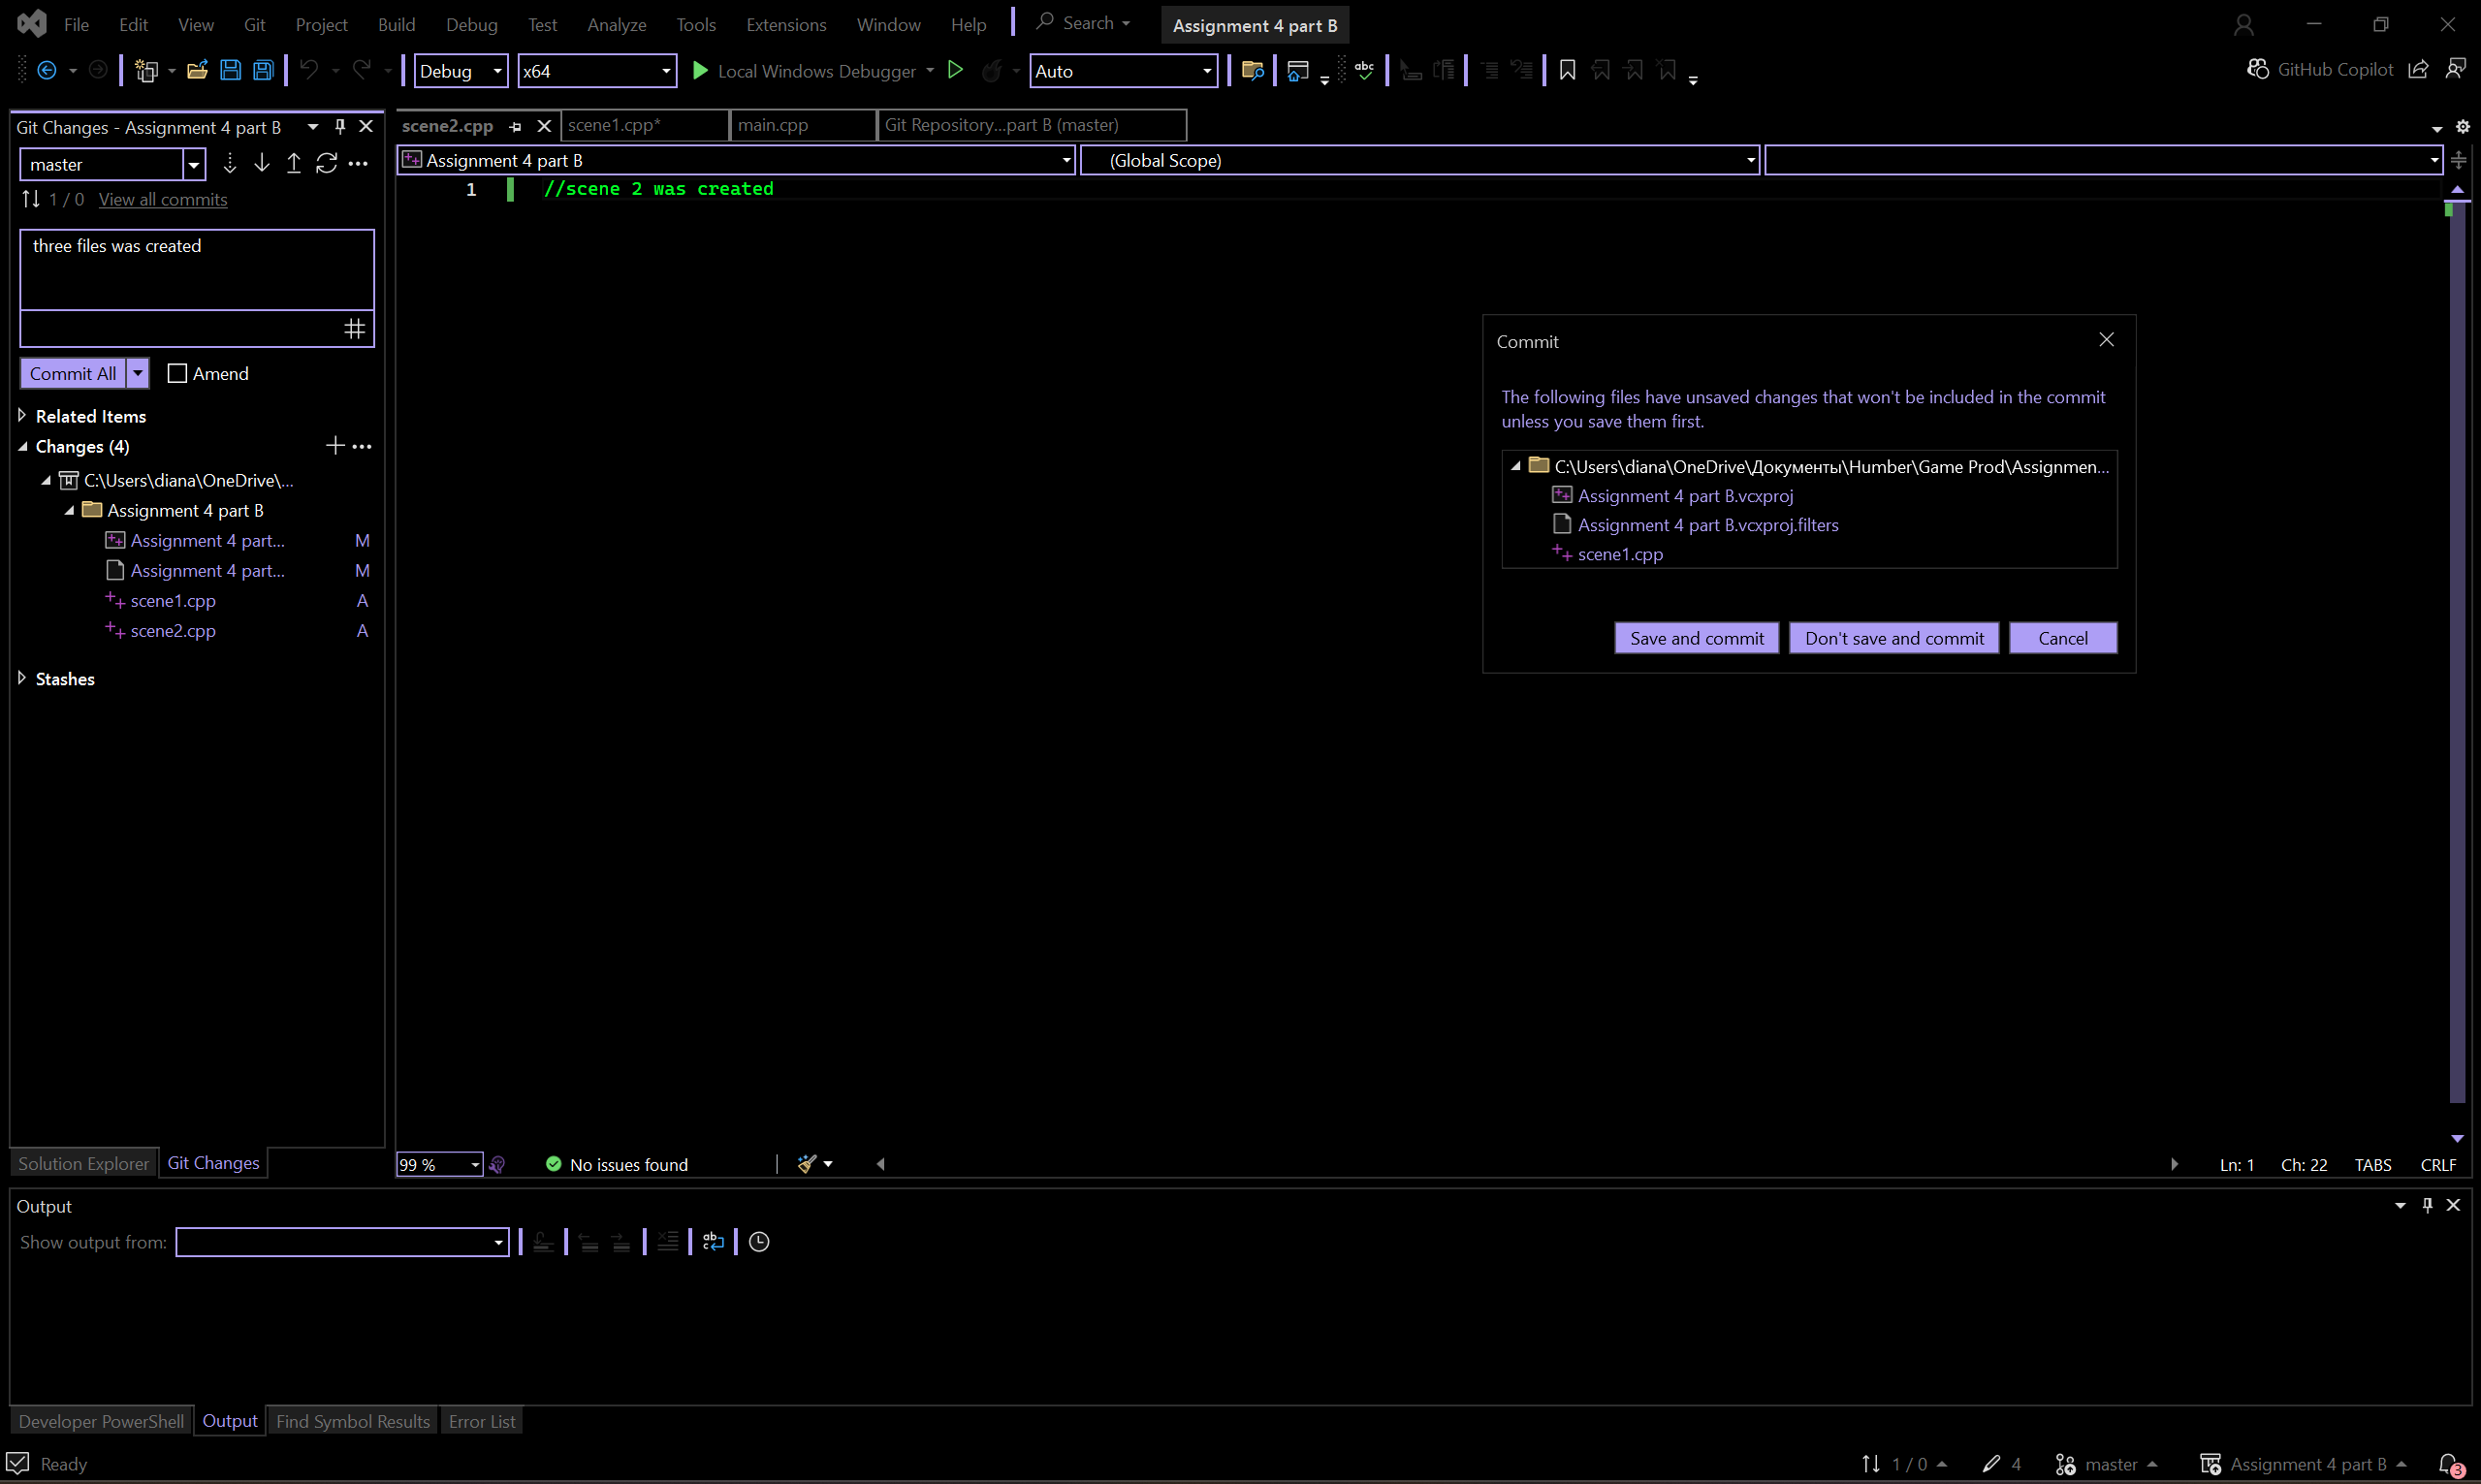 File Edit View Git Project Build Debug Test Analyze Tools Extensions Window Help Search Assignment 4 part B
Debug x64 Local Windows Debugger Auto abc GitHub Copilot
Git Changes - Assignment 4 part B
master
1 / 0 View all commits
three files was created
Commit All Amend
Related Items
Changes (4)
C:\Users\diana\OneDrive\...
Assignment 4 part B
Assignment 4 part... M
Assignment 4 part... M
scene1.cpp A
scene2.cpp A
Stashes
Solution Explorer Git Changes
scene2.cpp scene1.cpp* main.cpp Git Repository...part B (master)
Assignment 4 part B (Global Scope)
1 //scene 2 was created
Commit
The following files have unsaved changes that won't be included in the commit
unless you save them first.
C:\Users\diana\OneDrive\Документы\Humber\Game Prod\Assignmen...
Assignment 4 part B.vcxproj
Assignment 4 part B.vcxproj.filters
scene1.cpp
Save and commit Don't save and commit Cancel
99 % No issues found Ln: 1 Ch: 22 TABS CRLF
Output
Show output from:
Developer PowerShell Output Find Symbol Results Error List
Ready 1 / 0 4 master Assignment 4 part B 3